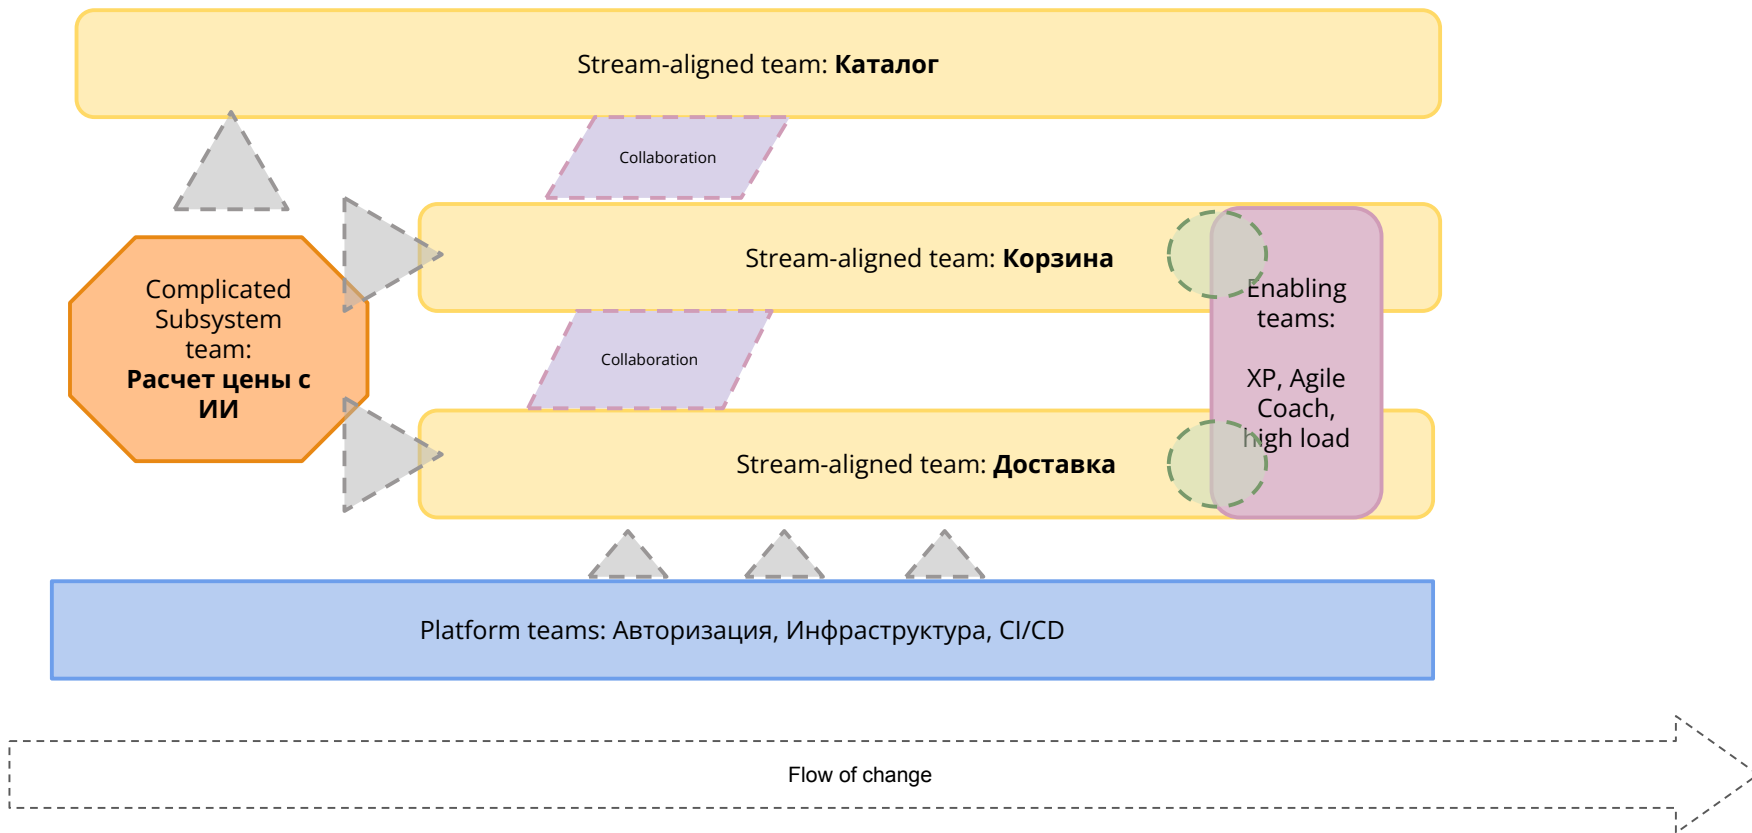 Stream-aligned team: Каталог
Collaboration
Stream-aligned team: Корзина
Complicated
Subsystem
team:
Расчет цены с
ИИ
Enabling
teams:
XP, Agile
Coach,
high load
Collaboration
Stream-aligned team: Доставка
Platform teams: Авторизация, Инфраструктура, CI/CD
Flow of change